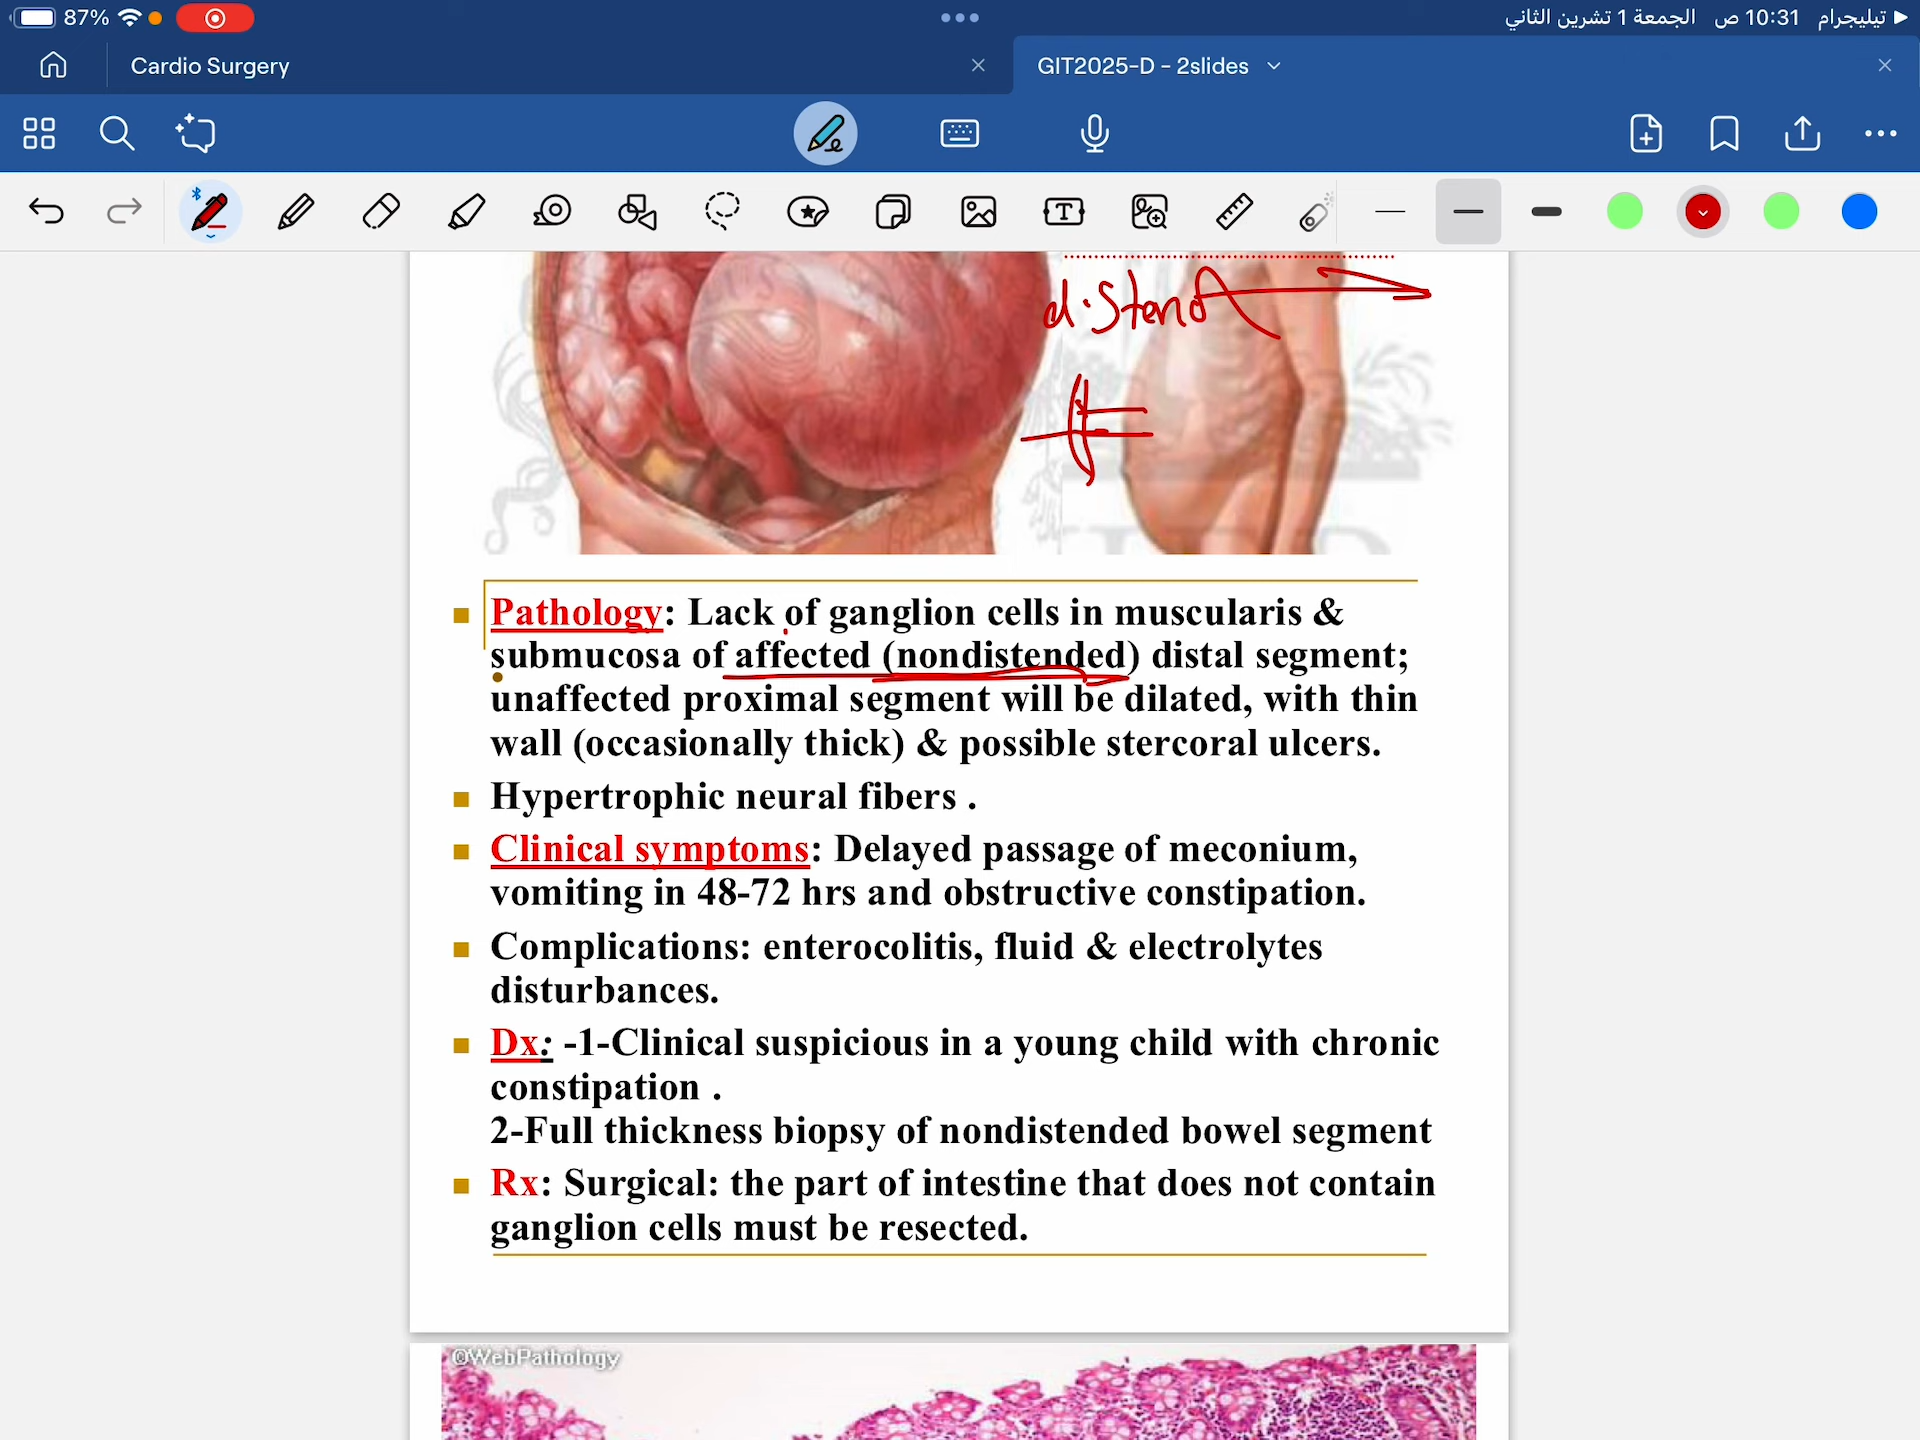 87%
الجمعة 1 تشرين الثاني 10:31 ص تيليجرام
Cardio Surgery
GIT2025-D - 2slides
T
distend
Pathology: Lack of ganglion cells in muscularis &
submucosa of affected (nondistended) distal segment;
unaffected proximal segment will be dilated, with thin
wall (occasionally thick) & possible stercoral ulcers.
Hypertrophic neural fibers .
Clinical symptoms: Delayed passage of meconium,
vomiting in 48-72 hrs and obstructive constipation.
Complications: enterocolitis, fluid & electrolytes
disturbances.
Dx: -1-Clinical suspicious in a young child with chronic
constipation .
2-Full thickness biopsy of nondistended bowel segment
Rx: Surgical: the part of intestine that does not contain
ganglion cells must be resected.
©WebPathology